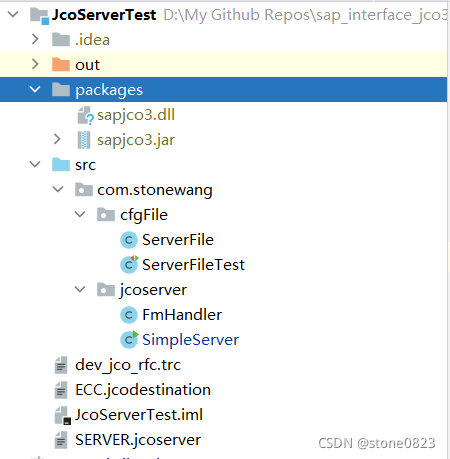 JcoServerTest D:\My Github Repos\sap_interface_jco3
.idea
out
packages
sapjco3.dll
sapjco3.jar
src
com.stonewang
cfgFile
ServerFile
ServerFileTest
jcoserver
FmHandler
SimpleServer
dev_jco_rfc.trc
ECC.jcodestination
JcoServerTest.iml
SERVER.jcoserver
CSDN @stone0823